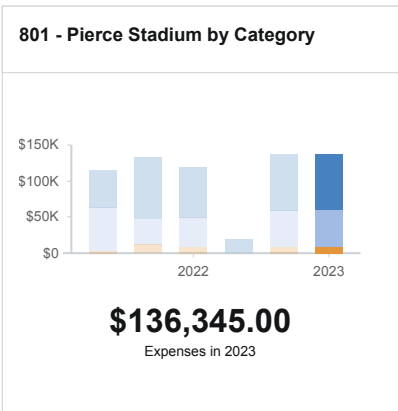 801 - Pierce Stadium by Category
$150K
$100K
$50K
$0
2022
2023
$136,345.00
Expenses in 2023